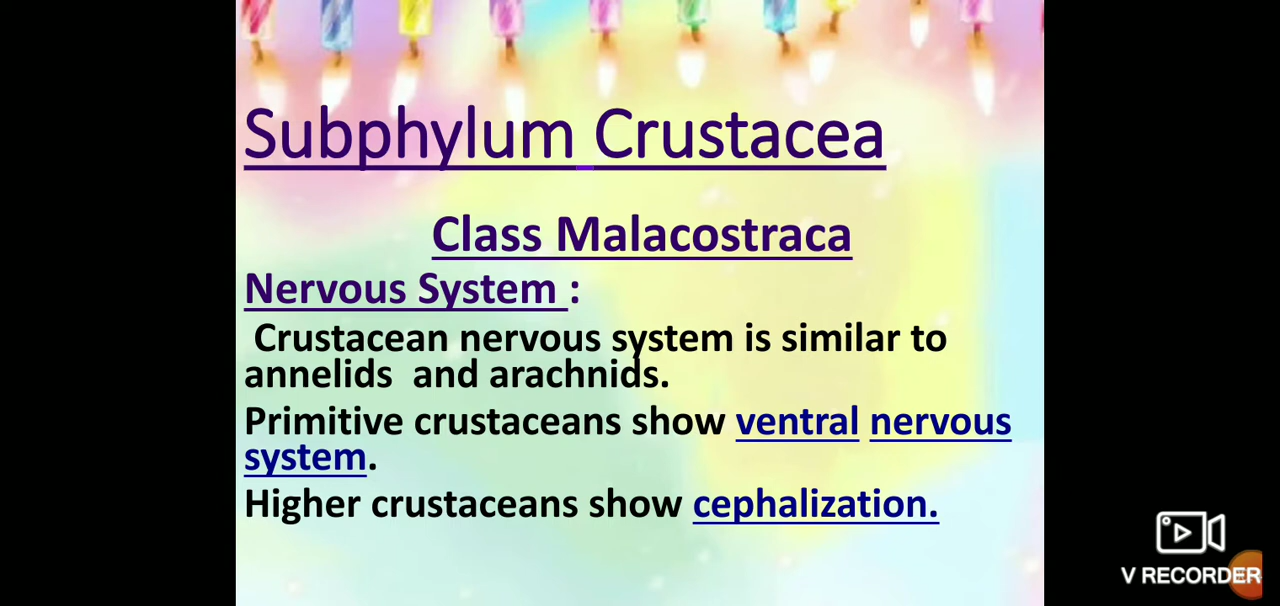 Subphylum Crustacea
Class Malacostraca
Nervous System :
Crustacean nervous system is similar to
annelids and arachnids.
Primitive crustaceans show ventral nervous
system.
Higher crustaceans show cephalization.
V RECORDER